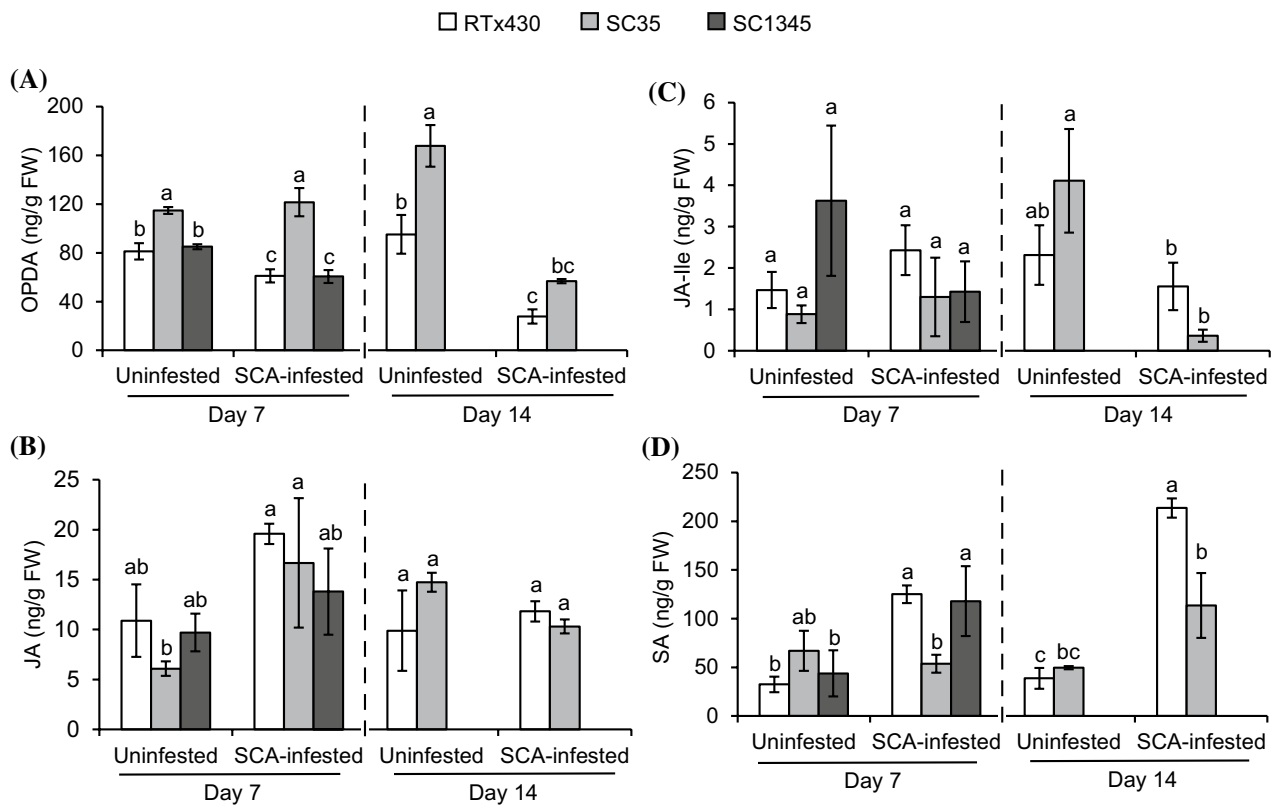 RTx430 SC35 SC1345
(A)
OPDA (ng/g FW)
200
160
120
80
40
0
b a b
c a c
b a
c bc
Uninfested SCA-infested Uninfested SCA-infested
Day 7 Day 14
(C)
JA-Ile (ng/g FW)
6
5
4
3
2
1
0
a a a
a a a
ab a
b b
Uninfested SCA-infested Uninfested SCA-infested
Day 7 Day 14
(B)
JA (ng/g FW)
25
20
15
10
5
0
ab b ab
a a ab
a a
a a
Uninfested SCA-infested Uninfested SCA-infested
Day 7 Day 14
(D)
SA (ng/g FW)
250
200
150
100
50
0
b ab b
a b a
c bc
a b
Uninfested SCA-infested Uninfested SCA-infested
Day 7 Day 14